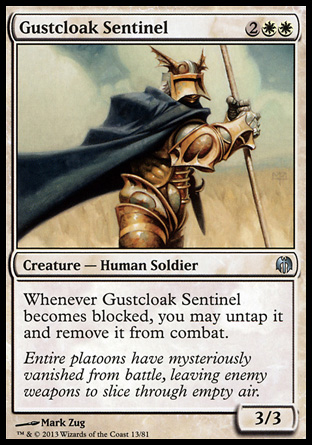 Gustcloak Sentinel 2
Creature — Human Soldier
Whenever Gustcloak Sentinel
becomes blocked, you may untap it
and remove it from combat.
Entire platoons have mysteriously
vanished from battle, leaving enemy
weapons to slice through empty air.
Mark Zug
™ & © 2013 Wizards of the Coast 13/81
3/3